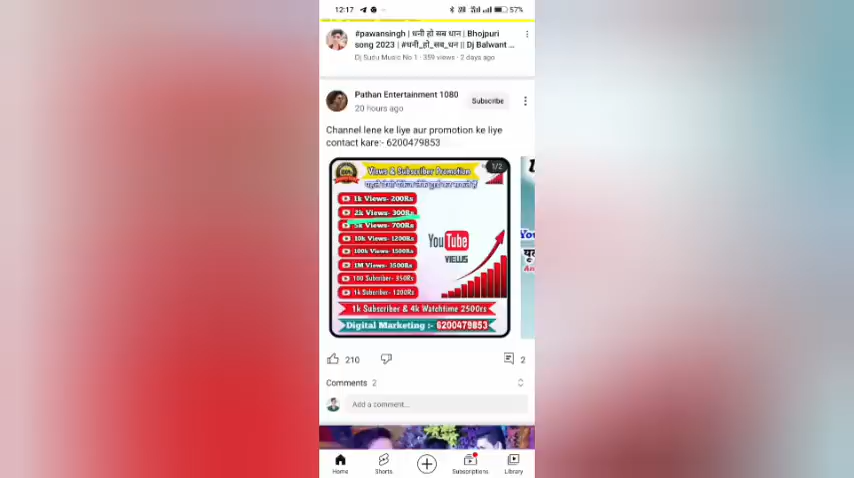 12:17
57%
#pawansingh | धनी हो सब धान | Bhojpuri
song 2023 | #धनी_हो_सब_धन || Dj Balwant ...
Dj Sudu Music No 1 · 359 views · 2 days ago
Pathan Entertainment 1080
20 hours ago
Subscribe
Channel lene ke liye aur promotion ke liye
contact kare:- 6200479853
1/2
Views & Subscriber Promotion
1k Views- 200Rs
2k Views- 300Rs
5k Views- 700Rs
10k Views- 1200Rs
100k Views- 1500Rs
1M Views- 3500Rs
100 Subscriber- 350Rs
1k Subscriber- 1200Rs
YouTube
VIEWS
1k Subscriber & 4k Watchtime 2500rs
Digital Marketing :- 6200479853
210
2
Comments 2
Add a comment...
Home
Shorts
Subscriptions
Library